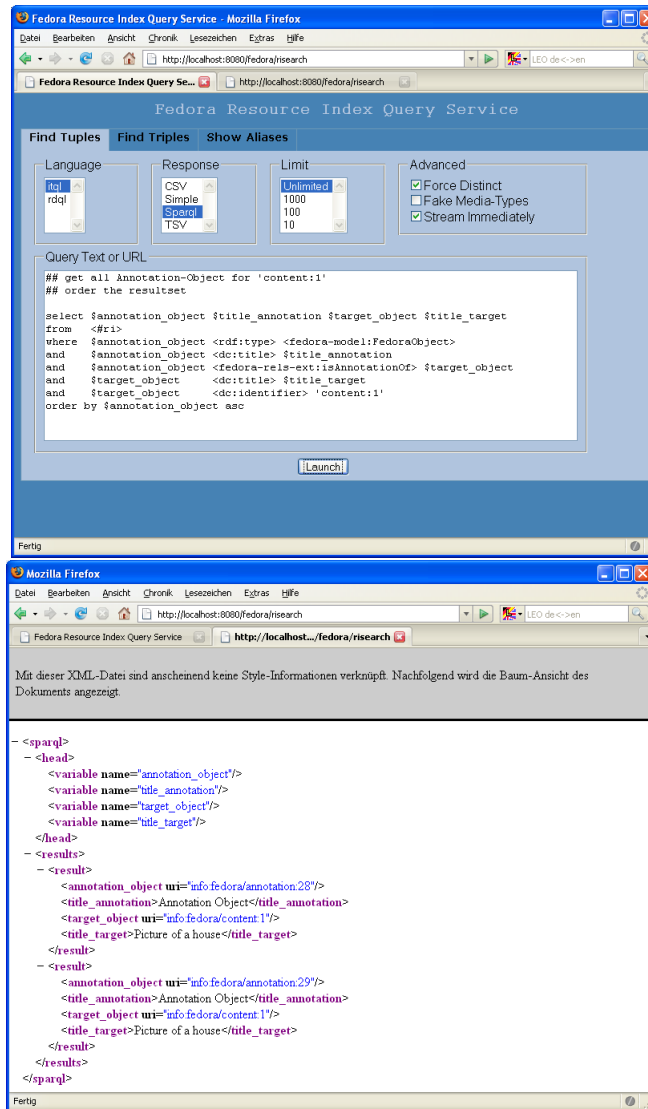 Fedora Resource Index Query Service - Mozilla Firefox
Datei Bearbeiten Ansicht Chronik Lesezeichen Extras Hilfe
http://localhost:8080/fedora/risearch
LEO de<->en
Fedora Resource Index Query Se...
http://localhost:8080/fedora/risearch
Fedora Resource Index Query Service
Find Tuples Find Triples Show Aliases
Language Response Limit Advanced
itql CSV Unlimited Force Distinct
rdql Simple 1000 Fake Media-Types
Sparql 100 Stream Immediately
TSV 10
Query Text or URL
## get all Annotation-Object for 'content:1'
## order the resultset
select $annotation_object $title_annotation $target_object $title_target
from <#ri>
where $annotation_object <rdf:type> <fedora-model:FedoraObject>
and $annotation_object <dc:title> $title_annotation
and $annotation_object <fedora-rels-ext:isAnnotationOf> $target_object
and $target_object <dc:title> $title_target
and $target_object <dc:identifier> 'content:1'
order by $annotation_object asc
Launch
Fertig
Mozilla Firefox
Datei Bearbeiten Ansicht Chronik Lesezeichen Extras Hilfe
http://localhost:8080/fedora/risearch
LEO de<->en
Fedora Resource Index Query Service
http://localhost.../fedora/risearch
Mit dieser XML-Datei sind anscheinend keine Style-Informationen verknüpft. Nachfolgend wird die Baum-Ansicht des
Dokuments angezeigt.
− <sparql>
− <head>
<variable name="annotation_object"/>
<variable name="title_annotation"/>
<variable name="target_object"/>
<variable name="title_target"/>
</head>
− <results>
− <result>
<annotation_object uri="info:fedora/annotation:28"/>
<title_annotation>Annotation Object</title_annotation>
<target_object uri="info:fedora/content:1"/>
<title_target>Picture of a house</title_target>
</result>
− <result>
<annotation_object uri="info:fedora/annotation:29"/>
<title_annotation>Annotation Object</title_annotation>
<target_object uri="info:fedora/content:1"/>
<title_target>Picture of a house</title_target>
</result>
</results>
</sparql>
Fertig